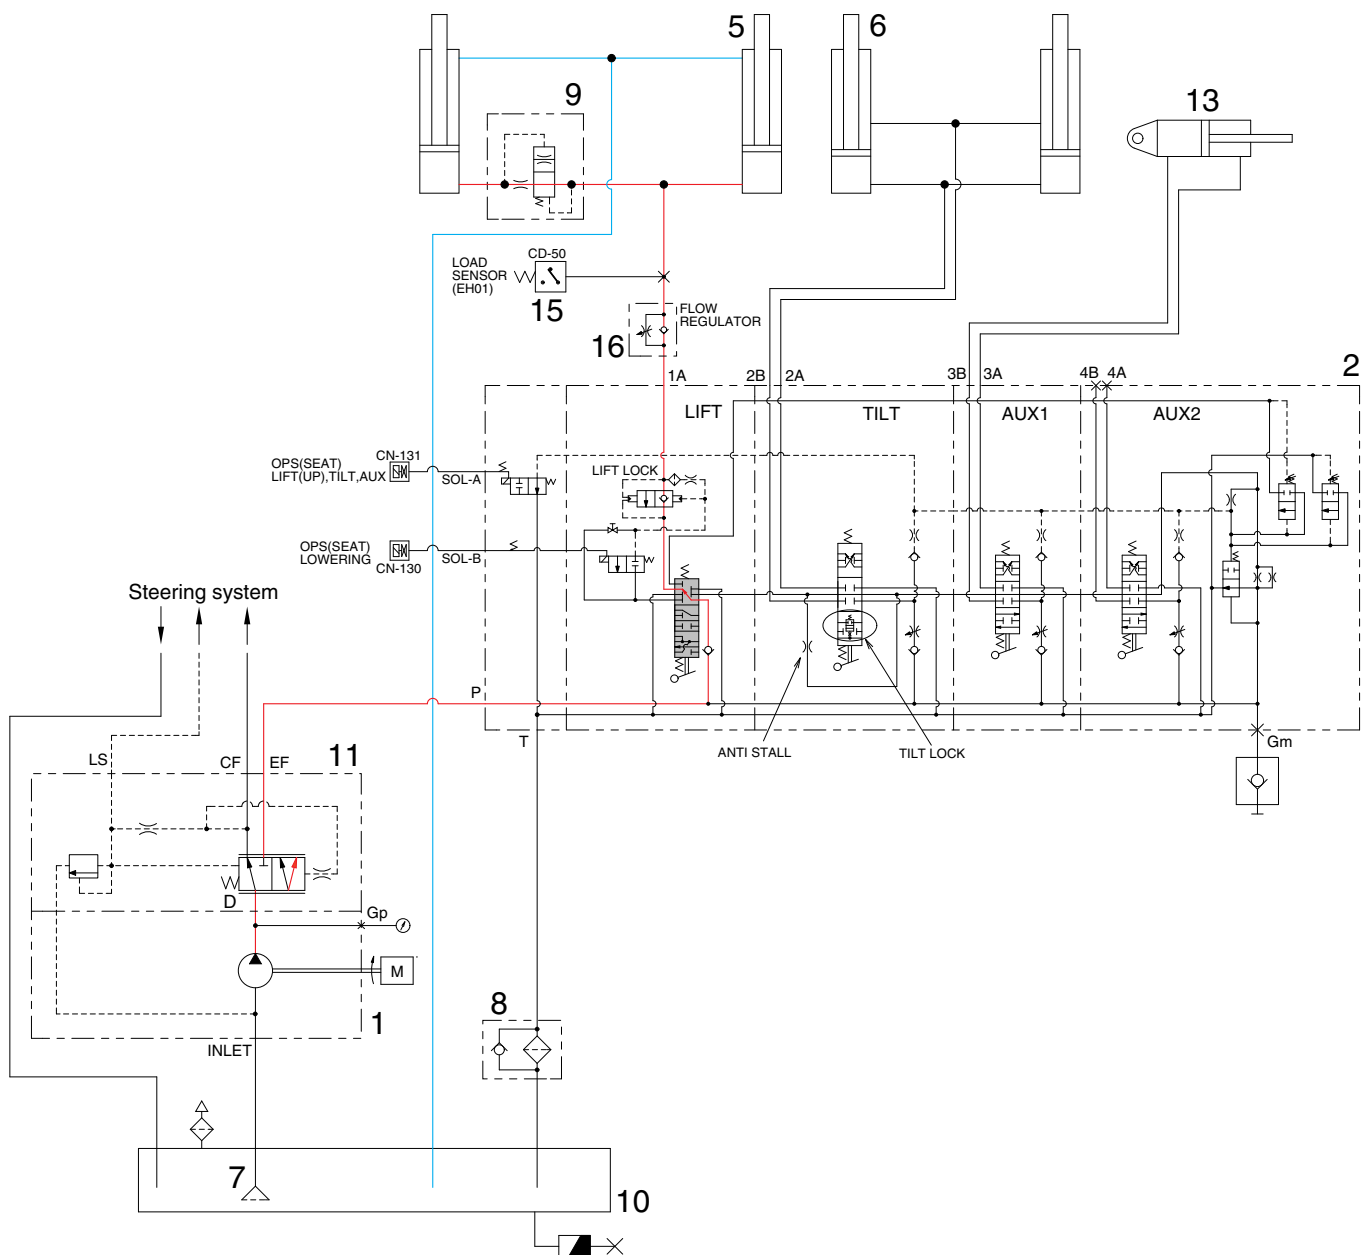 5
6
9
13
CD-50
LOAD
SENSOR
(EH01)
15
FLOW
REGULATOR
16
1A
2B
2A
3B
3A
4B
4A
2
LIFT
TILT
AUX1
AUX2
CN-131
OPS(SEAT)
LIFT(UP),TILT,AUX
SOL-A
LIFT LOCK
OPS(SEAT)
LOWERING
CN-130
SOL-B
Steering system
P
T
ANTI STALL
TILT LOCK
Gm
LS
CF
EF
11
D
Gp
M
1
INLET
8
7
10